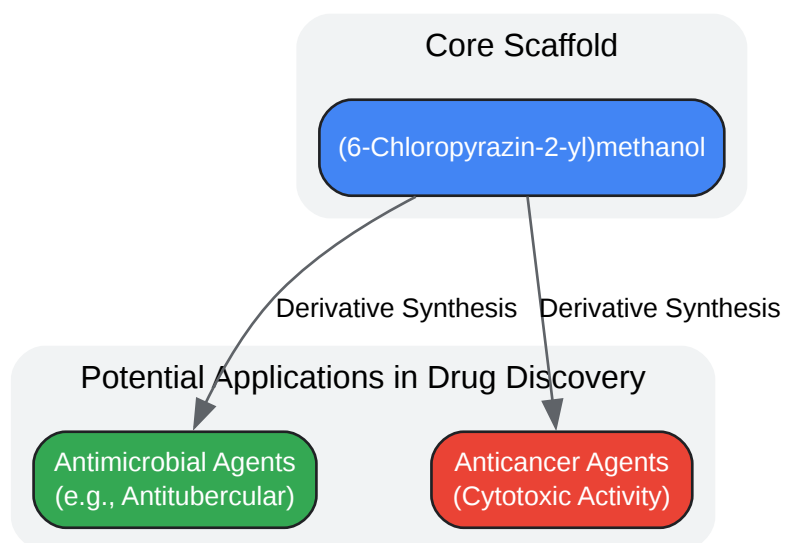 Core Scaffold
(6-Chloropyrazin-2-yl)methanol
Derivative Synthesis
Derivative Synthesis
Potential Applications in Drug Discovery
Antimicrobial Agents
(e.g., Antitubercular)
Anticancer Agents
(Cytotoxic Activity)